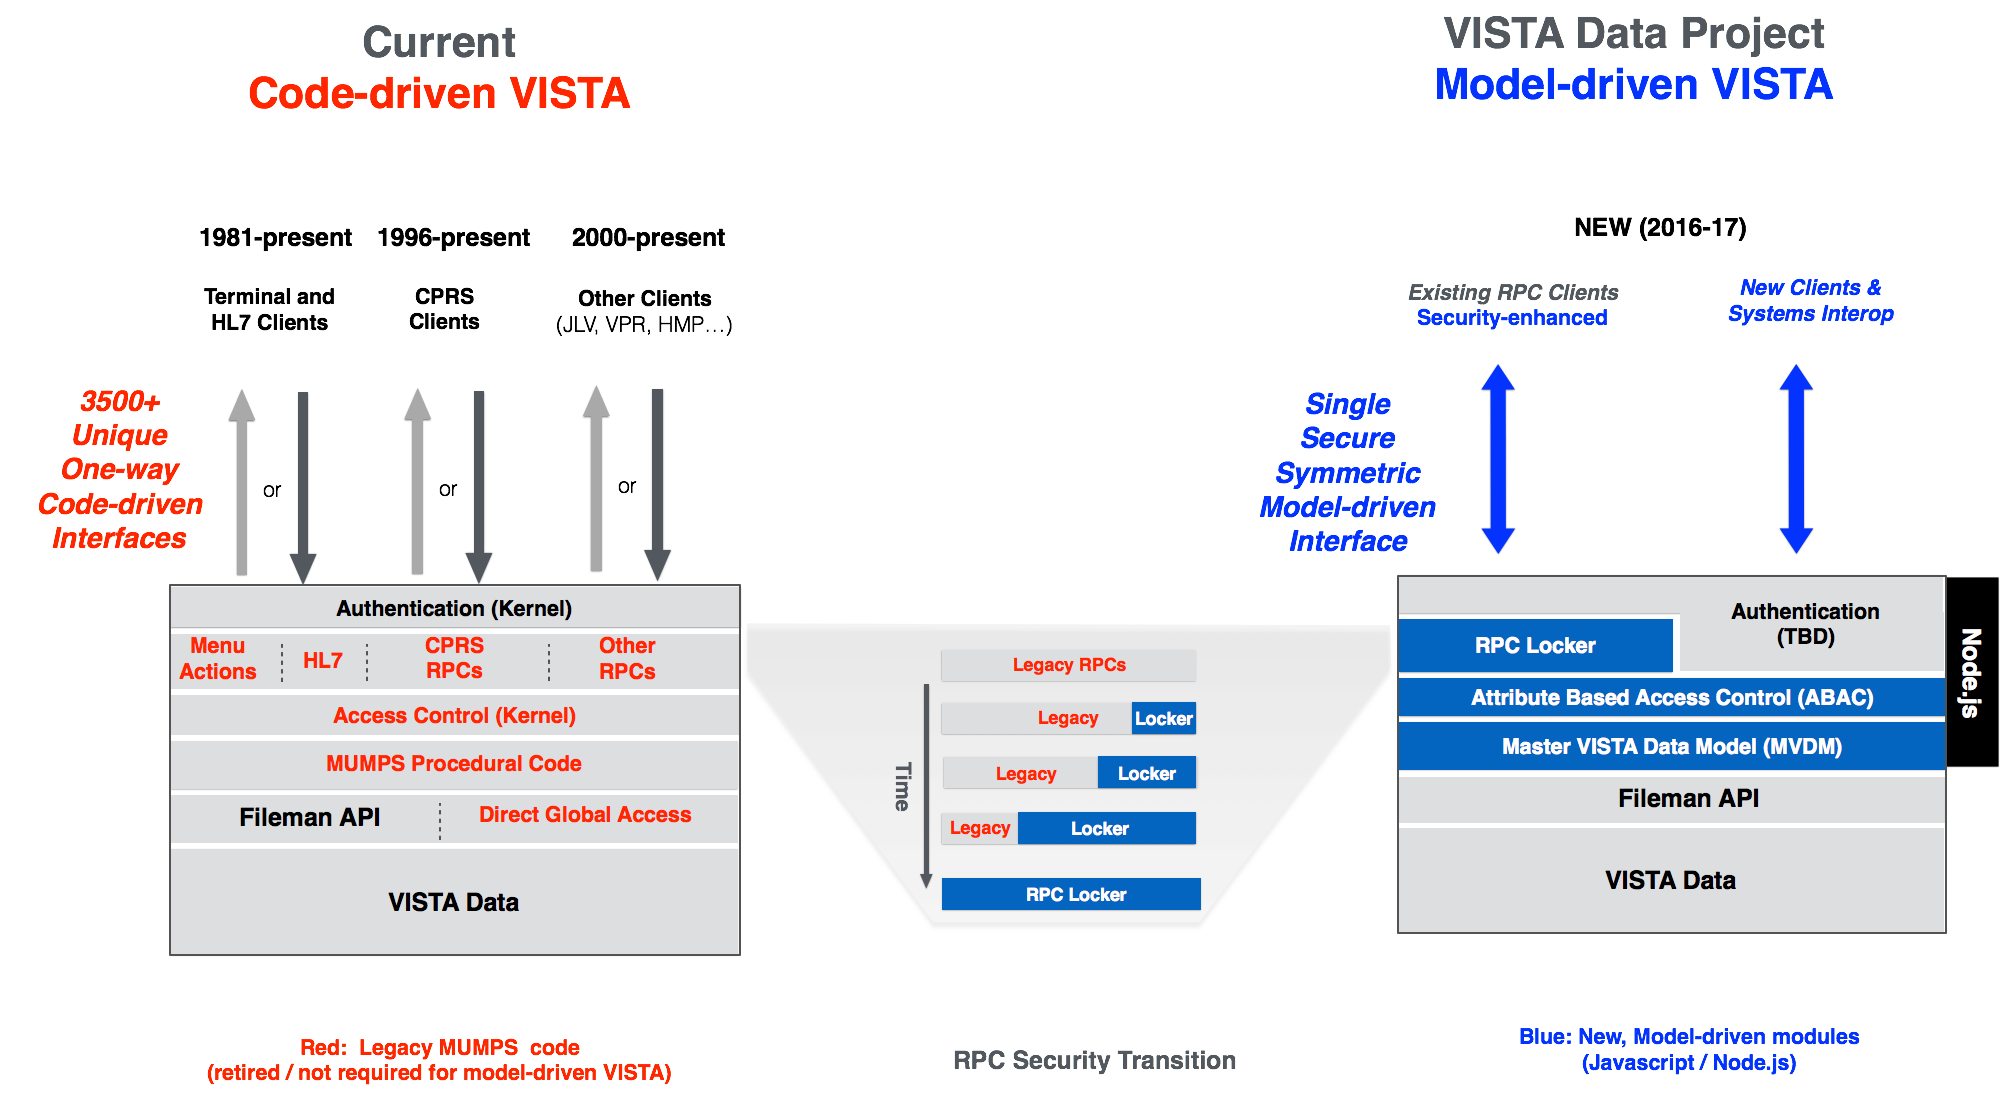 Current
Code-driven VISTA
VISTA Data Project
Model-driven VISTA
1981-present
1996-present
2000-present
Terminal and
HL7 Clients
CPRS
Clients
Other Clients
(JLV, VPR, HMP...)
3500+
Unique
One-way
Code-driven
Interfaces
or
or
or
Authentication (Kernel)
Menu
Actions
HL7
CPRS
RPCs
Other
RPCs
Access Control (Kernel)
MUMPS Procedural Code
Fileman API
Direct Global Access
VISTA Data
Red: Legacy MUMPS code
(retired / not required for model-driven VISTA)
Legacy RPCs
Legacy
Locker
Legacy
Locker
Legacy
Locker
RPC Locker
Time
RPC Security Transition
NEW (2016-17)
Existing RPC Clients
Security-enhanced
New Clients &
Systems Interop
Single
Secure
Symmetric
Model-driven
Interface
RPC Locker
Authentication
(TBD)
Attribute Based Access Control (ABAC)
Master VISTA Data Model (MVDM)
Node.js
Fileman API
VISTA Data
Blue: New, Model-driven modules
(Javascript / Node.js)